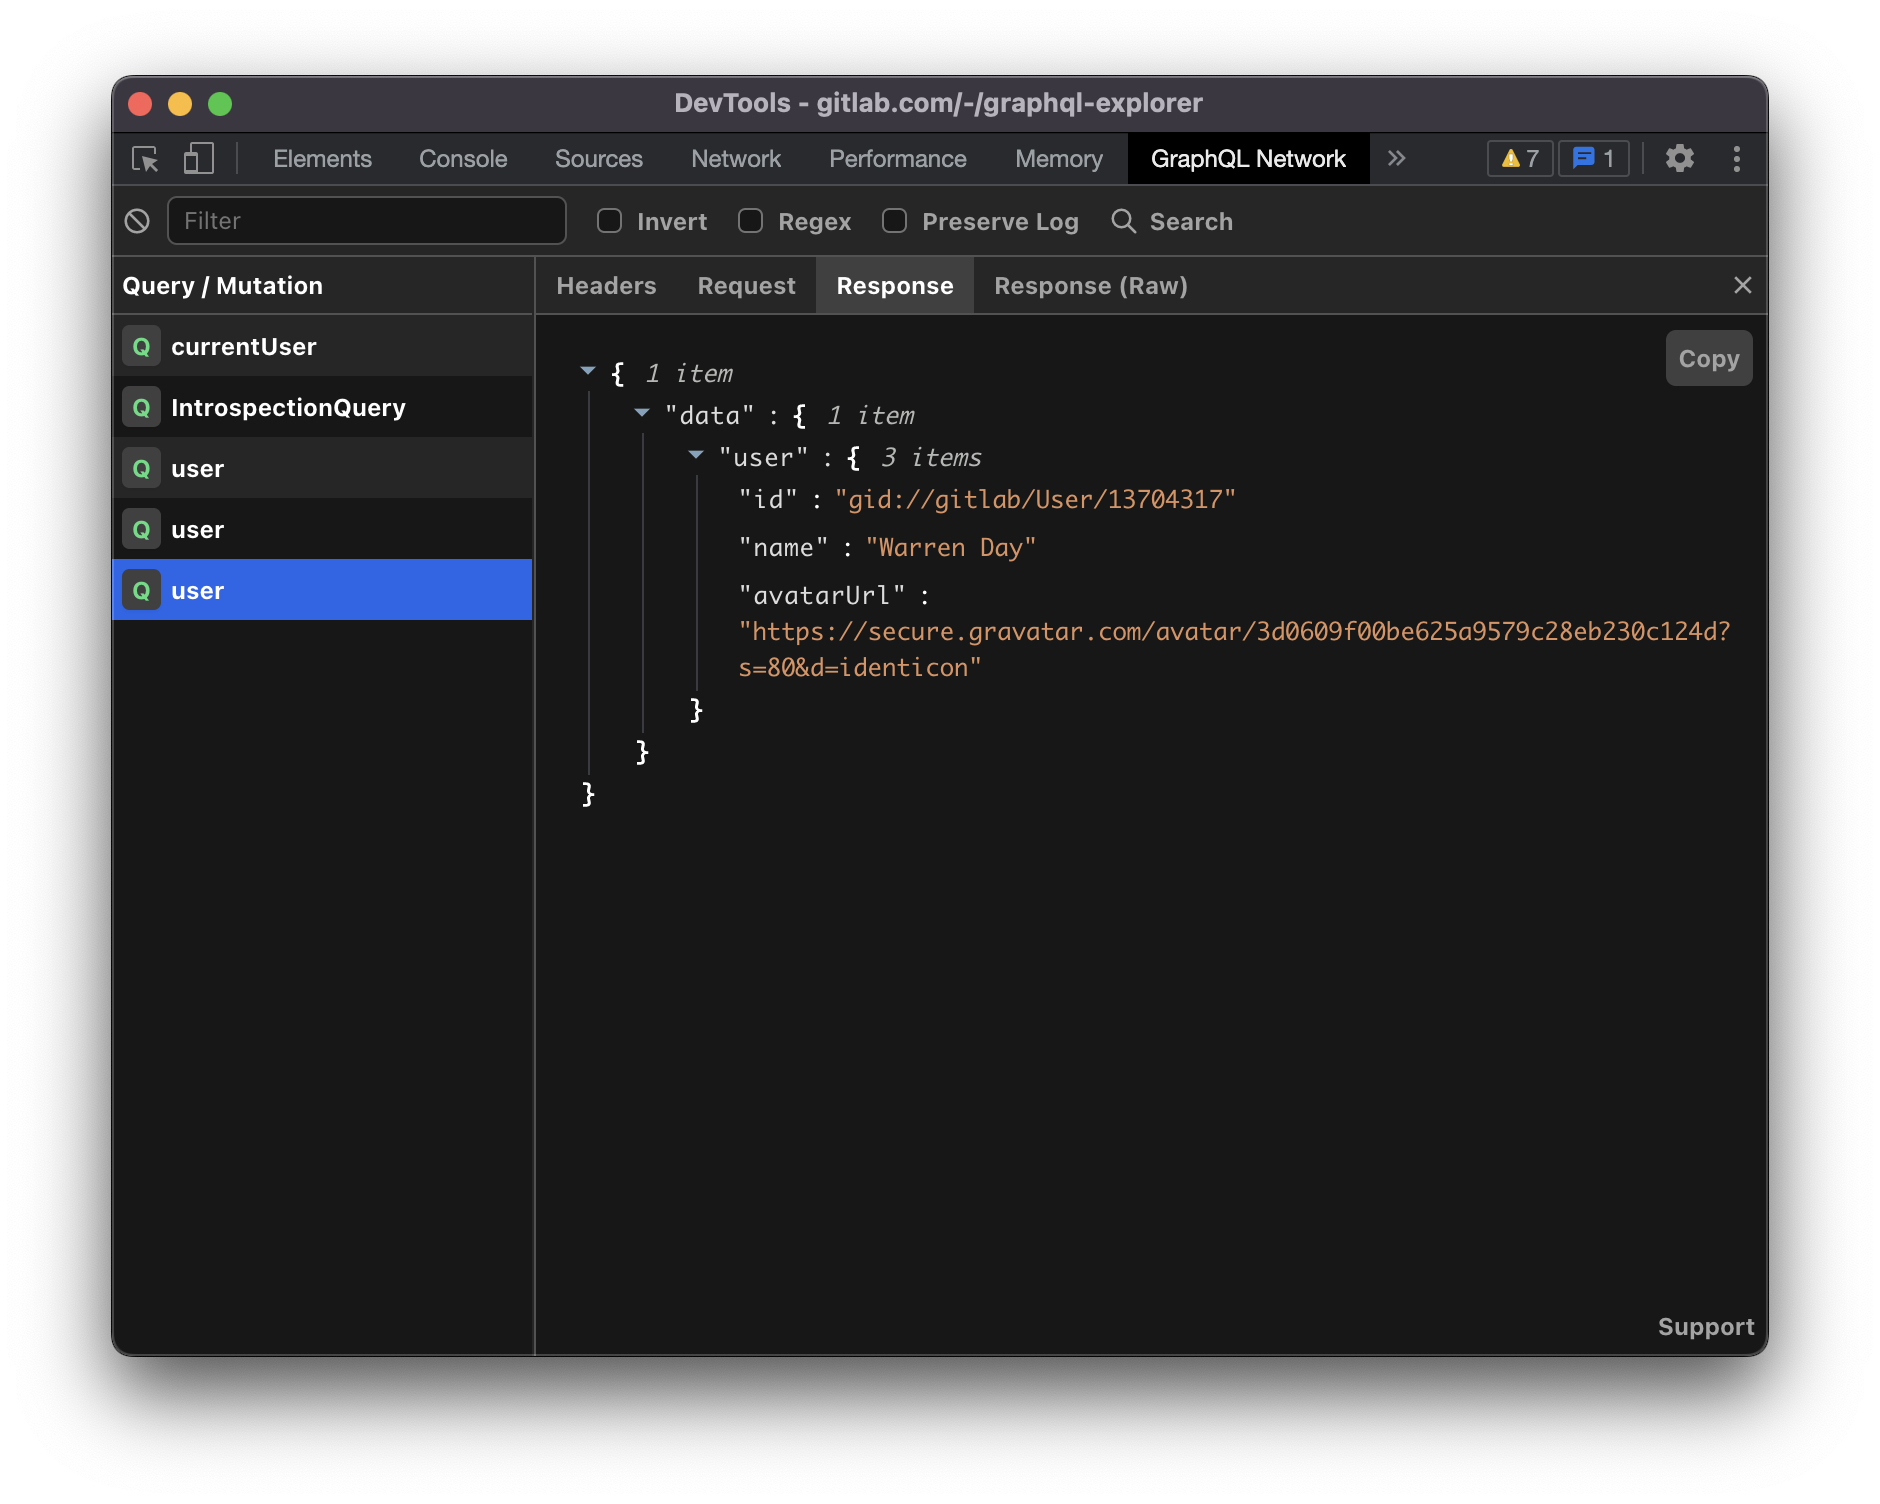 DevTools - gitlab.com/-/graphql-explorer
Elements Console Sources Network Performance Memory GraphQL Network 7 1
Filter Invert Regex Preserve Log Search
Query / Mutation
Headers Request Response Response (Raw)
Q currentUser
Q IntrospectionQuery
Q user
Q user
Q user
Copy
{ 1 item
"data" : { 1 item
"user" : { 3 items
"id" : "gid://gitlab/User/13704317"
"name" : "Warren Day"
"avatarUrl" :
"https://secure.gravatar.com/avatar/3d0609f00be625a9579c28eb230c124d?
s=80&d=identicon"
}
}
}
Support